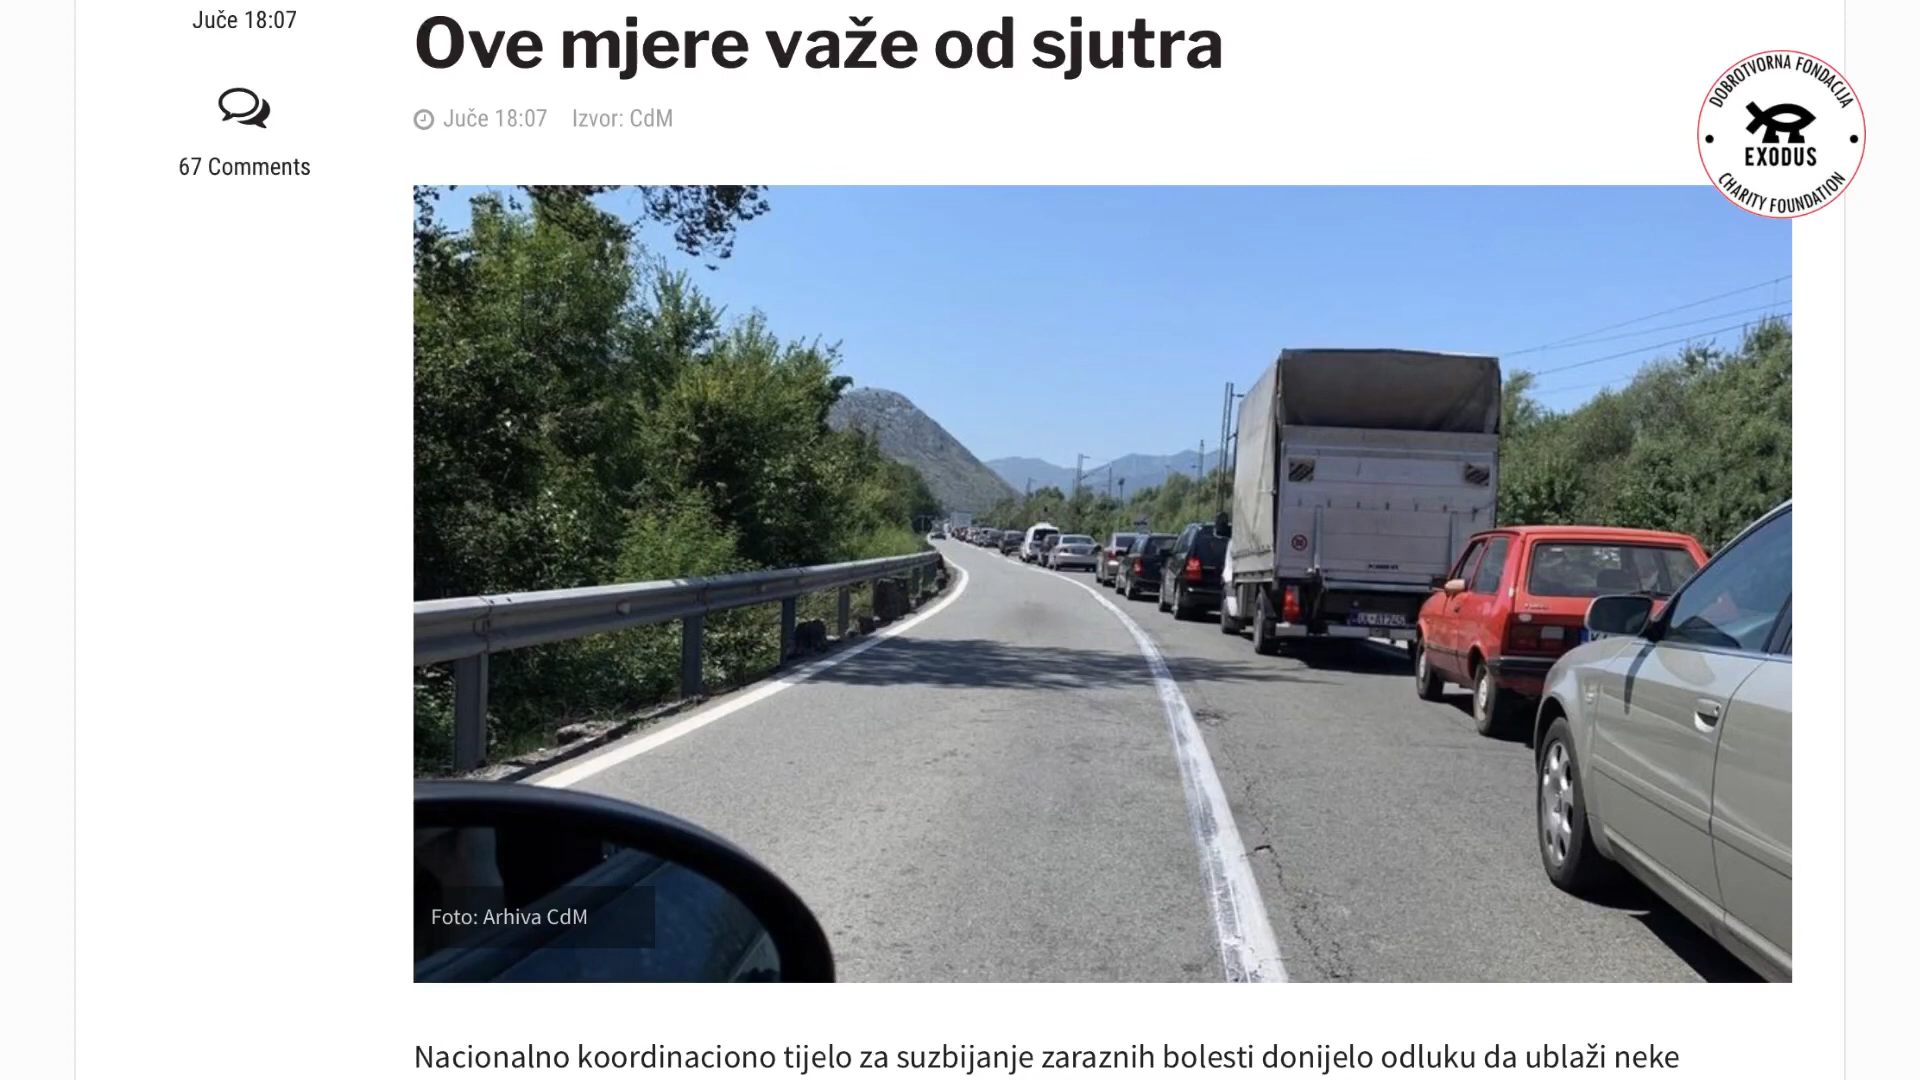 Juče 18:07
67 Comments
Ove mjere važe od sjutra
Juče 18:07 Izvor: CdM
DOBROTVORNA FONDACIJA
EXODUS
CHARITY FOUNDATION
Foto: Arhiva CdM
Nacionalno koordinaciono tijelo za suzbijanje zaraznih bolesti donijelo odluku da ublaži neke